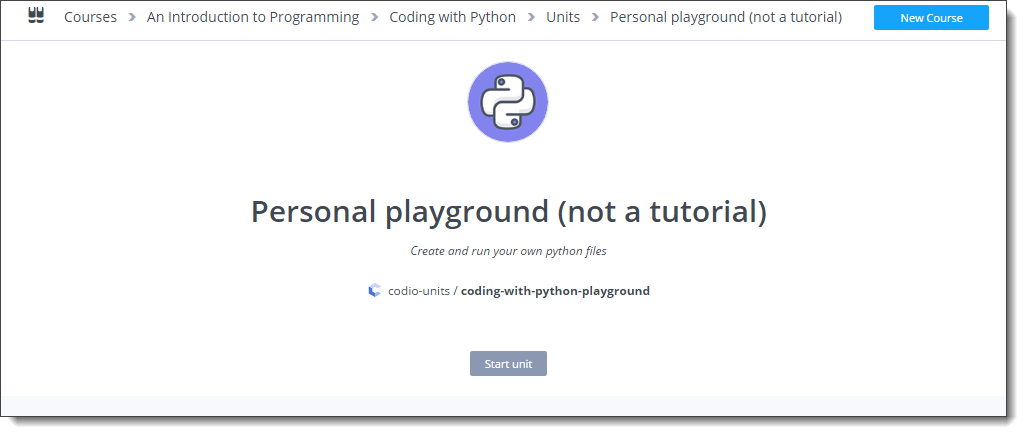 Courses > An Introduction to Programming > Coding with Python > Units > Personal playground (not a tutorial) New Course
Personal playground (not a tutorial)
Create and run your own python files
codio-units / coding-with-python-playground
Start unit